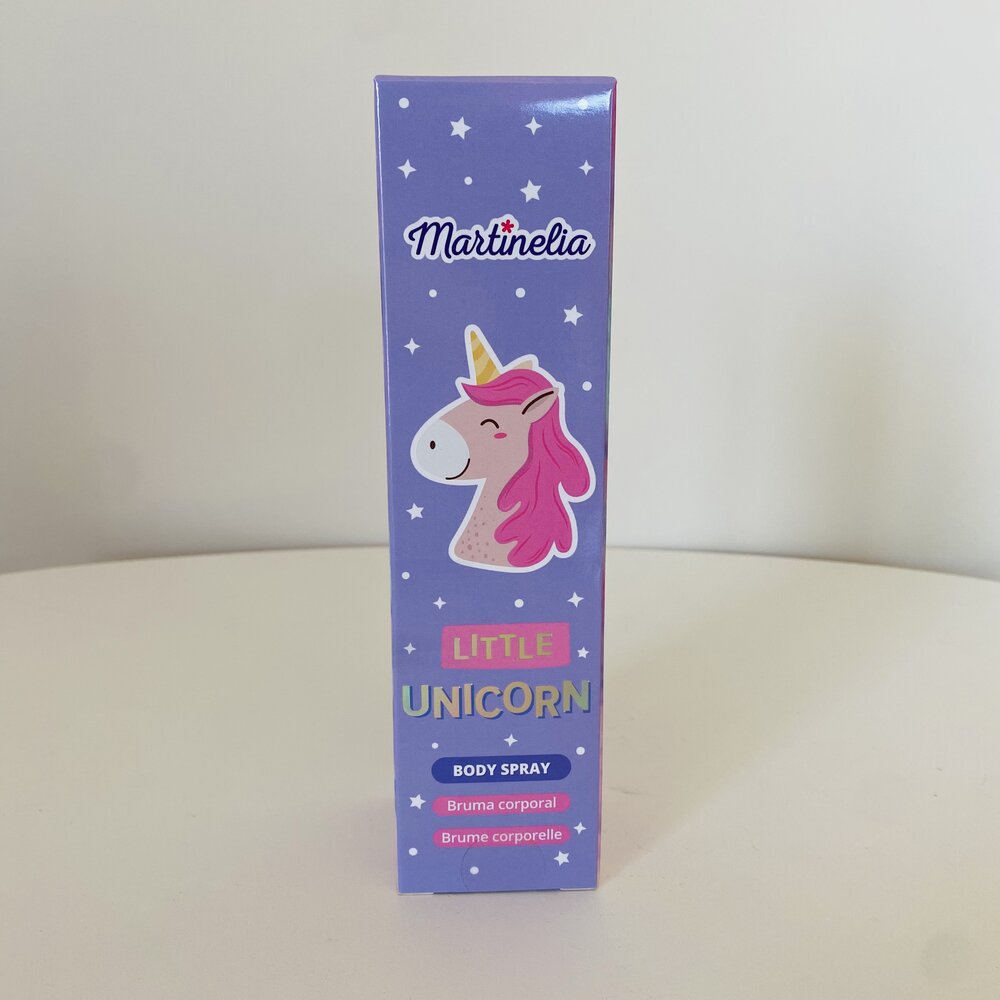 Martinelia
LITTLE
UNICORN
BODY SPRAY
Bruma corporal
Brume corporelle